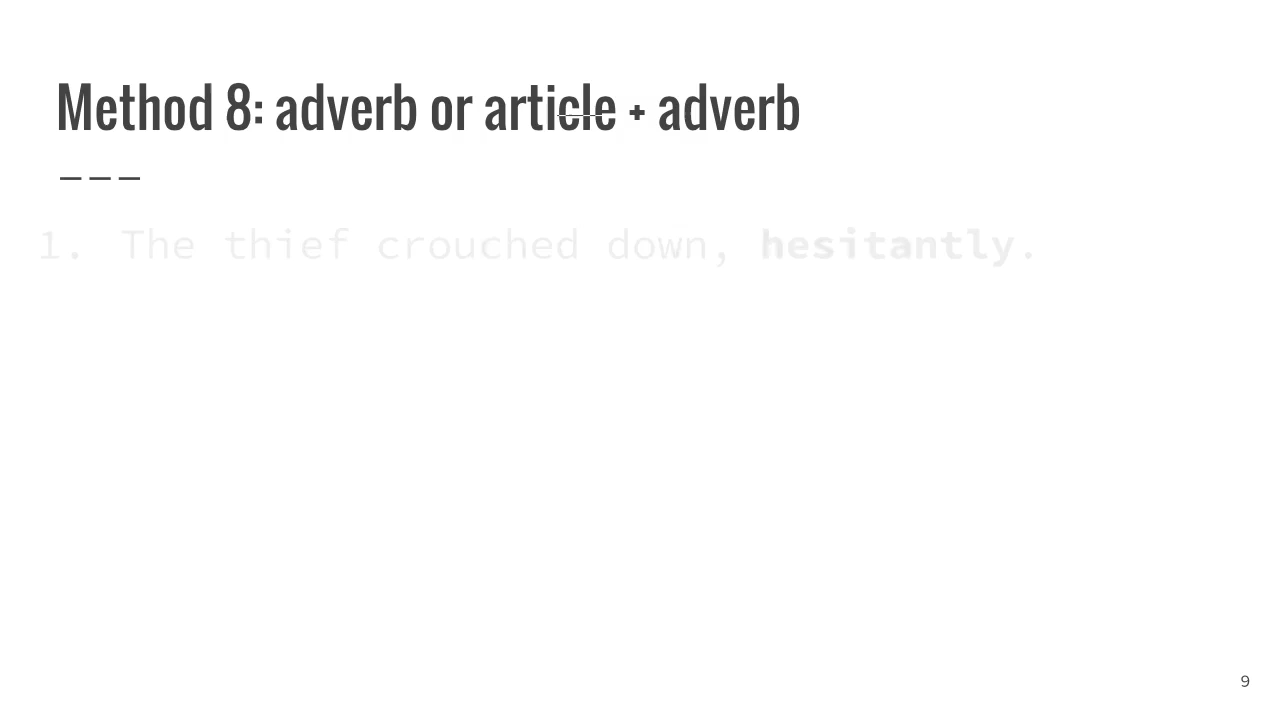 Method 8: adverb or article + adverb
1. The thief crouched down, hesitantly.
9